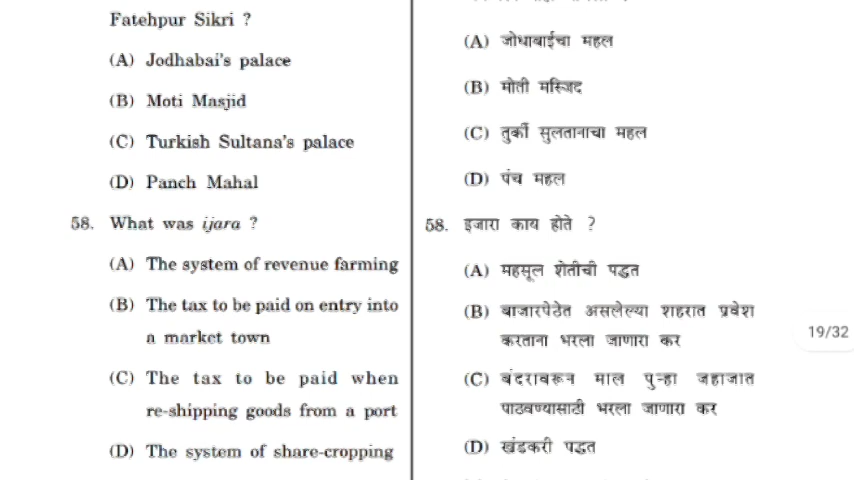 Fatehpur Sikri ?
(A) Jodhabai's palace
(B) Moti Masjid
(C) Turkish Sultana's palace
(D) Panch Mahal
58. What was ijara ?
(A) The system of revenue farming
(B) The tax to be paid on entry into
a market town
(C) The tax to be paid when
re-shipping goods from a port
(D) The system of share-cropping
(A) जोधाबाईचा महल
(B) मोती मस्जिद
(C) तुर्की सुलतानाचा महल
(D) पंच महल
58. इजारा काय होते ?
(A) महसूल शेतीची पद्धत
(B) बाजारपेठेत असलेल्या शहरात प्रवेश
करताना भरला जाणारा कर
(C) बंदरावरून माल पुन्हा जहाजात
पाठवण्यासाठी भरला जाणारा कर
(D) खंडकरी पद्धत
19/32